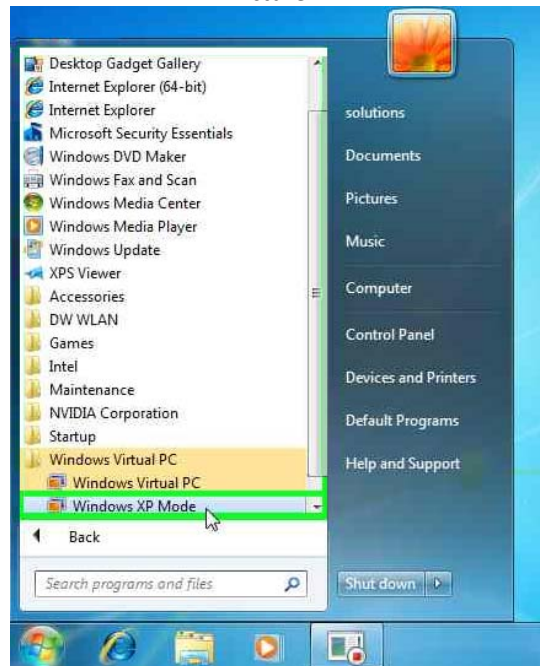 Desktop Gadget Gallery
Internet Explorer (64-bit)
Internet Explorer
Microsoft Security Essentials
Windows DVD Maker
Windows Fax and Scan
Windows Media Center
Windows Media Player
Windows Update
XPS Viewer
Accessories
DW WLAN
Games
Intel
Maintenance
NVIDIA Corporation
Startup
Windows Virtual PC
Windows Virtual PC
Windows XP Mode
Back
Search programs and files
solutions
Documents
Pictures
Music
Computer
Control Panel
Devices and Printers
Default Programs
Help and Support
Shut down